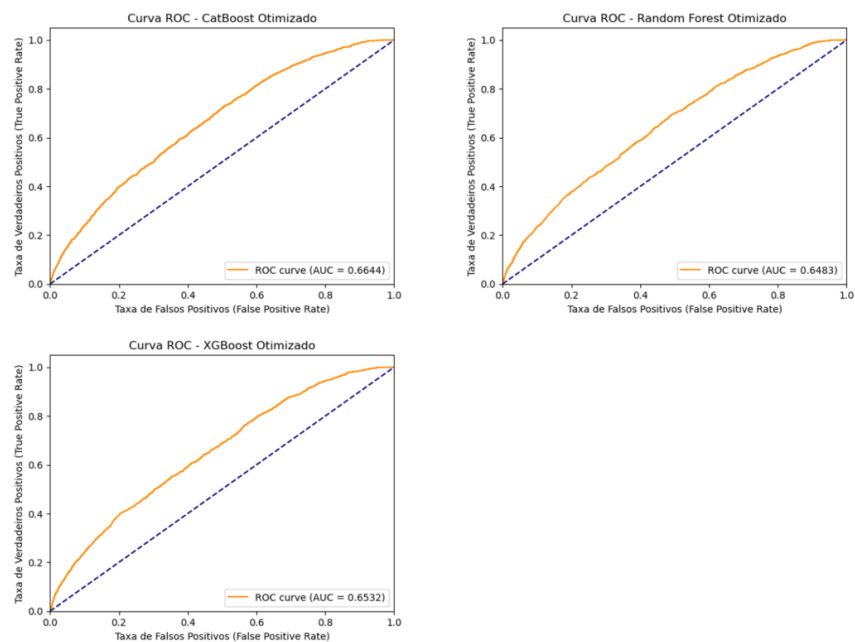 Curva ROC - CatBoost Otimizado
Taxa de Verdadeiros Positivos (True Positive Rate)
1.0
0.8
0.6
0.4
0.2
0.0
ROC curve (AUC = 0.6644)
0.0 0.2 0.4 0.6 0.8 1.0
Taxa de Falsos Positivos (False Positive Rate)
Curva ROC - Random Forest Otimizado
Taxa de Verdadeiros Positivos (True Positive Rate)
1.0
0.8
0.6
0.4
0.2
0.0
ROC curve (AUC = 0.6483)
0.0 0.2 0.4 0.6 0.8 1.0
Taxa de Falsos Positivos (False Positive Rate)
Curva ROC - XGBoost Otimizado
Taxa de Verdadeiros Positivos (True Positive Rate)
1.0
0.8
0.6
0.4
0.2
0.0
ROC curve (AUC = 0.6532)
0.0 0.2 0.4 0.6 0.8 1.0
Taxa de Falsos Positivos (False Positive Rate)